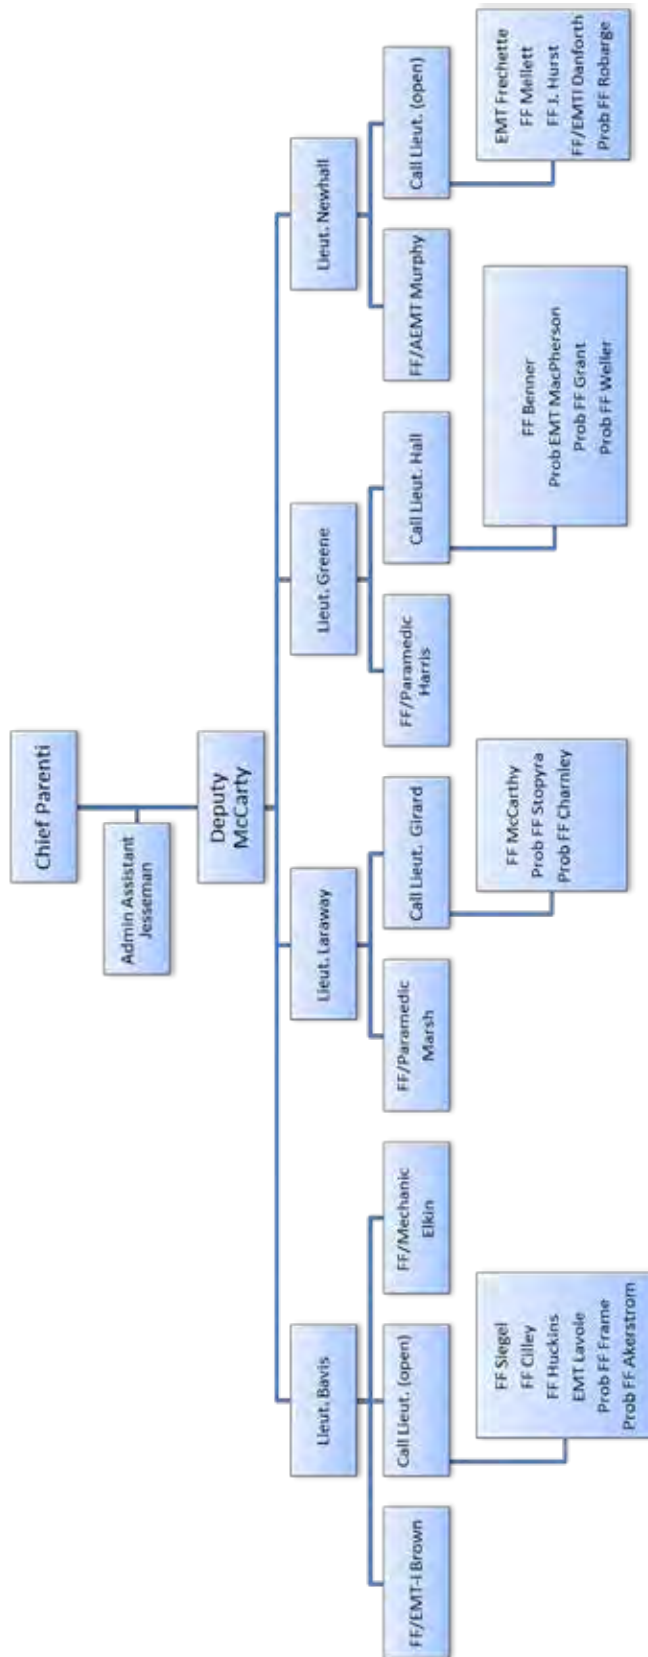 Chief Parenti
Admin Assistant
Jesseman
Deputy
McCarty
Lieut. Bavis
Lieut. Laraway
Lieut. Greene
Lieut. Newhall
FF/EMT-I Brown
Call Lieut. (open)
FF/Mechanic
Elkin
FF/Paramedic
Marsh
Call Lieut. Girard
FF/Paramedic
Harris
Call Lieut. Hall
FF/AEMT Murphy
Call Lieut. (open)
FF Siegel
FF Cilley
FF Huckins
EMT Lavoie
Prob FF Frame
Prob FF Akerstrom
FF McCarthy
Prob FF Stopyra
Prob FF Charnley
FF Benner
Prob EMT MacPherson
Prob FF Grant
Prob FF Weller
EMT Frechette
FF Mellett
FF J. Hurst
FF/EMTI Danforth
Prob FF Robarge